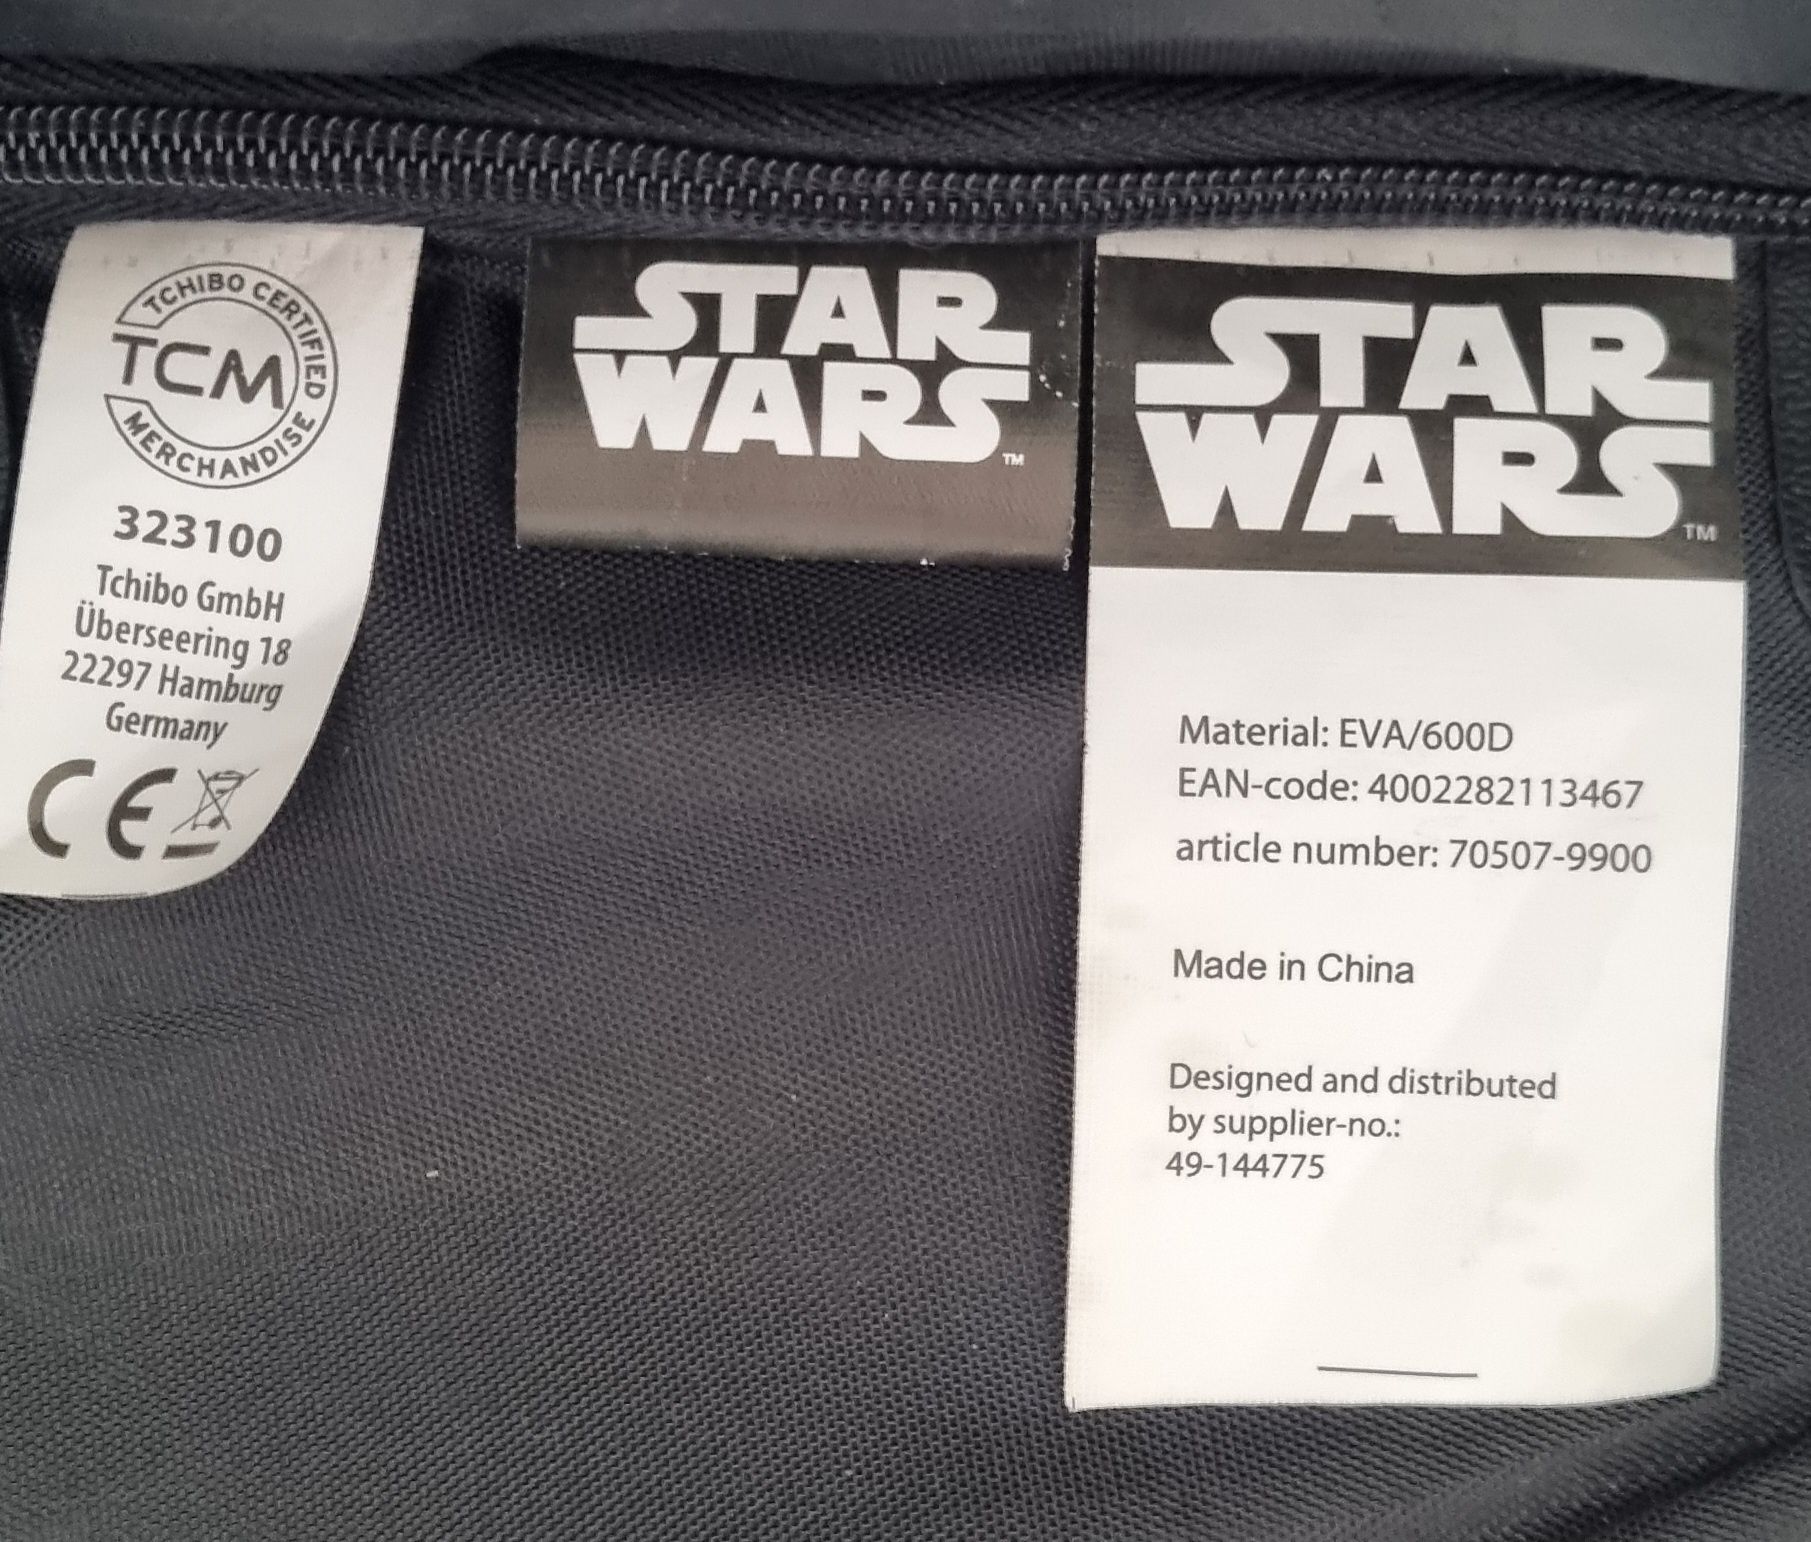 TCHIBO CERTIFIED
TCM
MERCHANDISE
323100
Tchibo GmbH
Überseering 18
22297 Hamburg
Germany
CE
STAR
WARS
TM
STAR
WARS
TM
Material: EVA/600D
EAN-code: 4002282113467
article number: 70507-9900
Made in China
Designed and distributed
by supplier-no.:
49-144775